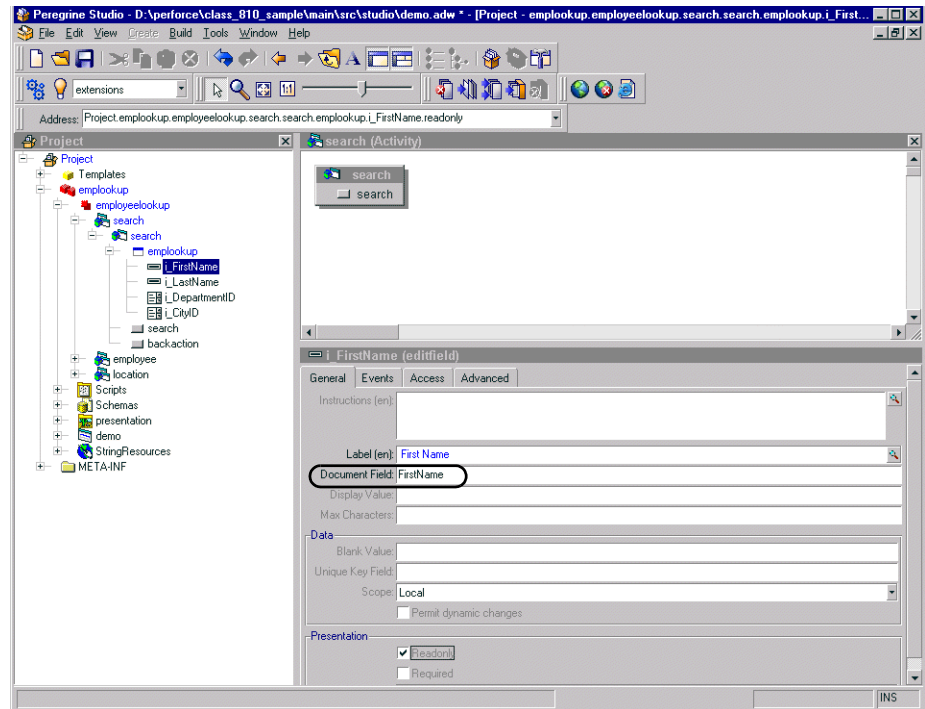 Peregrine Studio - D:\perforce\class_810_sample\main\src\studio\demo.adw * - [Project - emplookup.employeelookup.search.search.emplookup.i_First...
File Edit View Create Build Tools Window Help
A
extensions
1:1
Address: Project.emplookup.employeelookup.search.search.emplookup.i_FirstName.readonly
Project
Project
Templates
emplookup
employeelookup
search
search
emplookup
i_FirstName
i_LastName
i_DepartmentID
i_CityID
search
backaction
employee
location
Scripts
Schemas
presentation
demo
StringResources
META-INF
search (Activity)
search
search
i_FirstName (editfield)
General Events Access Advanced
Instructions (en):
Label (en): First Name
Document Field: FirstName
Display Value:
Max Characters:
Data
Blank Value:
Unique Key Field:
Scope: Local
Permit dynamic changes
Presentation
Readonly
Required
INS